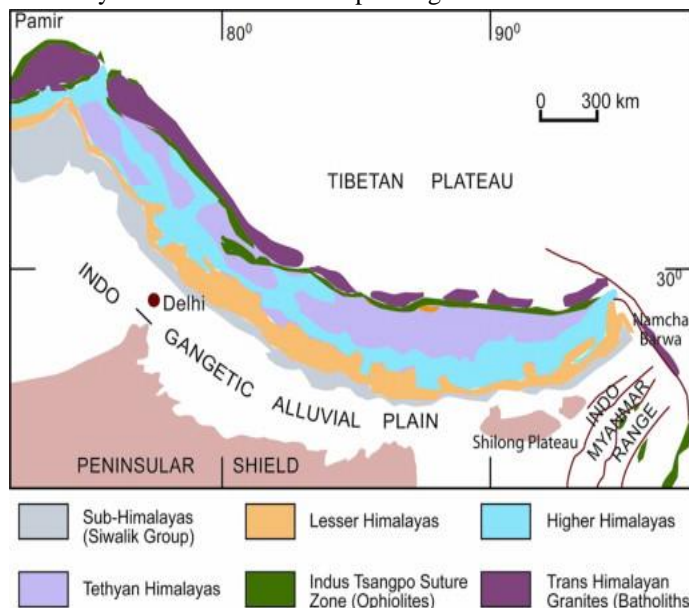 Pamir
80⁰
90⁰
0 300 km
TIBETAN PLATEAU
30⁰
Namcha
Barwa
Delhi
INDO
GANGETIC ALLUVIAL PLAIN
INDO
MYANMAR
RANGE
Shilong Plateau
PENINSULAR SHIELD
Sub-Himalayas
(Siwalik Group)
Lesser Himalayas
Higher Himalayas
Tethyan Himalayas
Indus Tsangpo Suture
Zone (Ophiolites)
Trans Himalayan
Granites (Batholiths